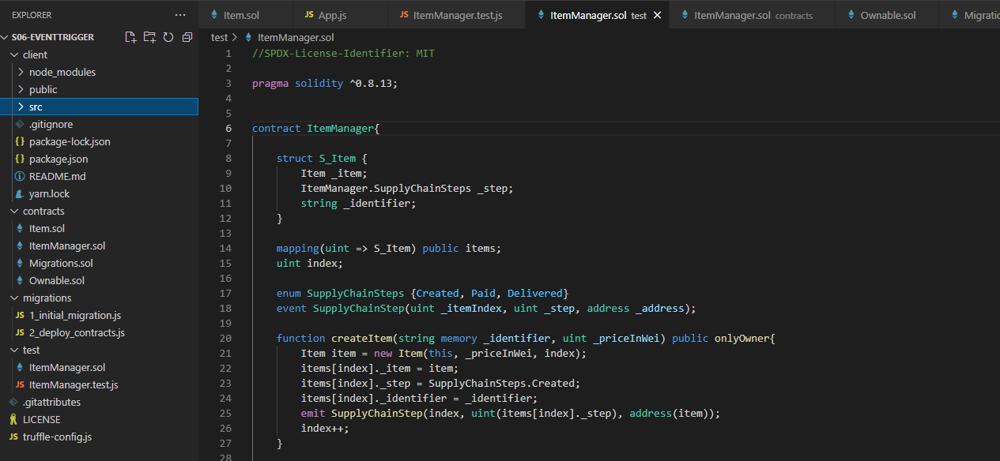 EXPLORER
···
S06-EVENTTRIGGER
client
node_modules
public
src
.gitignore
package-lock.json
package.json
README.md
yarn.lock
contracts
Item.sol
ItemManager.sol
Migrations.sol
Ownable.sol
migrations
JS 1_initial_migration.js
JS 2_deploy_contracts.js
test
ItemManager.sol
JS ItemManager.test.js
.gitattributes
LICENSE
JS truffle-config.js
Item.sol JS App.js JS ItemManager.test.js ItemManager.sol test ItemManager.sol contracts Ownable.sol Migratio
test > ItemManager.sol
1 //SPDX-License-Identifier: MIT
2
3 pragma solidity ^0.8.13;
4
5
6 contract ItemManager{
7
8 struct S_Item {
9 Item _item;
10 ItemManager.SupplyChainSteps _step;
11 string _identifier;
12 }
13
14 mapping(uint => S_Item) public items;
15 uint index;
16
17 enum SupplyChainSteps {Created, Paid, Delivered}
18 event SupplyChainStep(uint _itemIndex, uint _step, address _address);
19
20 function createItem(string memory _identifier, uint _priceInWei) public onlyOwner{
21 Item item = new Item(this, _priceInWei, index);
22 items[index]._item = item;
23 items[index]._step = SupplyChainSteps.Created;
24 items[index]._identifier = _identifier;
25 emit SupplyChainStep(index, uint(items[index]._step), address(item));
26 index++;
27 }
28